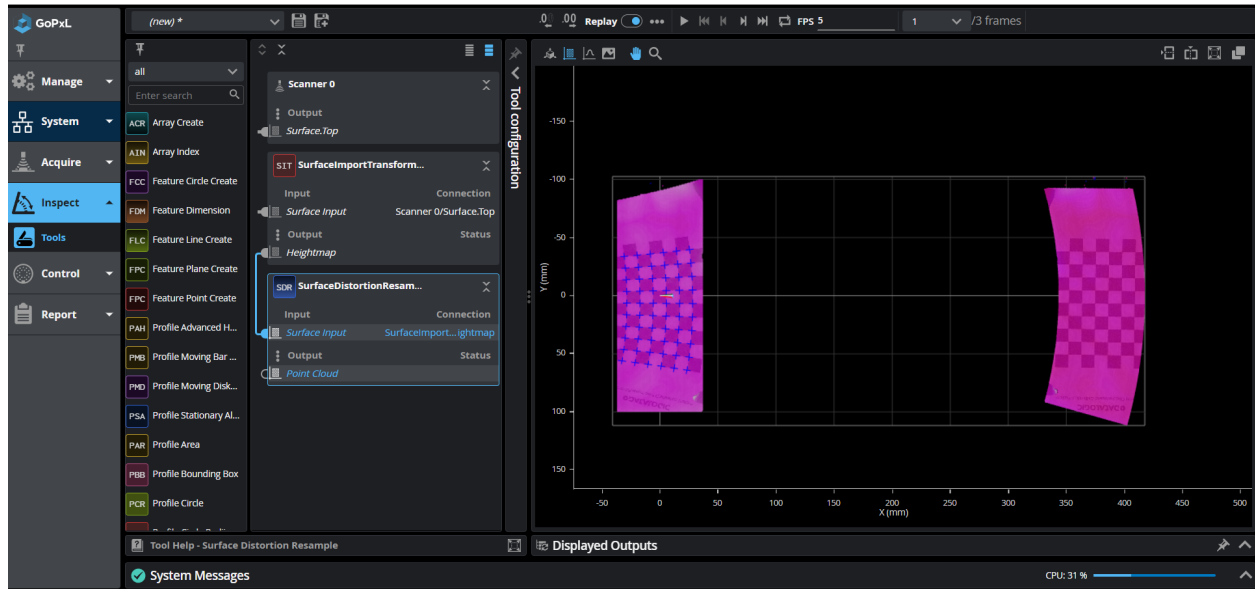 GoPxL
(new) *
.0
.00
Replay
FPS 5
1
/3 frames
Manage
System
Acquire
Inspect
Tools
Control
Report
all
Enter search
ACR Array Create
AIN Array Index
FCC Feature Circle Create
FDM Feature Dimension
FLC Feature Line Create
FPC Feature Plane Create
FPC Feature Point Create
PAH Profile Advanced H...
PMB Profile Moving Bar ...
PMD Profile Moving Disk...
PSA Profile Stationary Al...
PAR Profile Area
PBB Profile Bounding Box
PCR Profile Circle
Scanner 0
Output
Surface.Top
SIT SurfaceImportTransform...
Input Connection
Surface Input Scanner 0/Surface.Top
Output Status
Heightmap
SDR SurfaceDistortionResam...
Input Connection
Surface Input SurfaceImport...ightmap
Output Status
Point Cloud
Tool configuration
-150
-100
-50
0
50
100
150
Y (mm)
-50 0 50 100 150 200 250 300 350 400 450 500
X (mm)
Tool Help - Surface Distortion Resample
Displayed Outputs
System Messages
CPU: 31 %